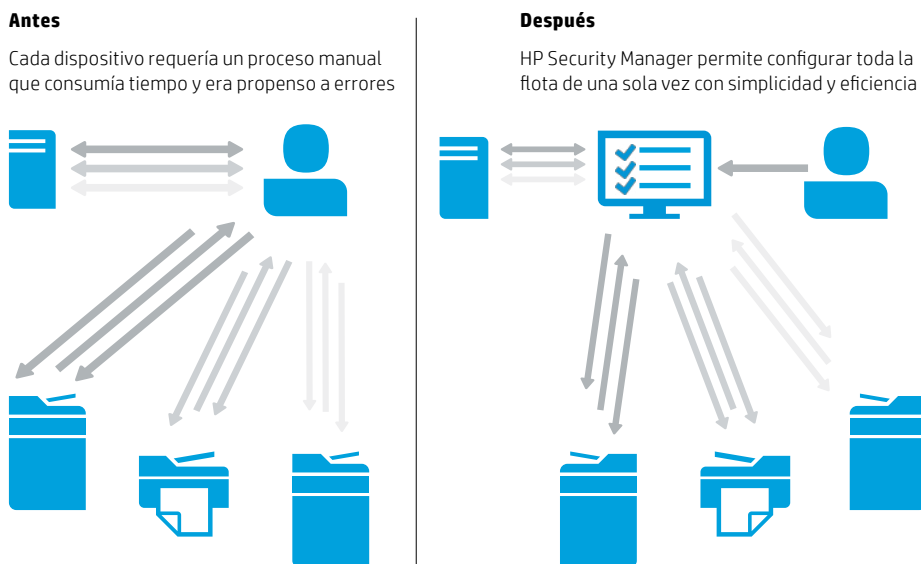 Antes
Cada dispositivo requería un proceso manual
que consumía tiempo y era propenso a errores
Después
HP Security Manager permite configurar toda la
flota de una sola vez con simplicidad y eficiencia